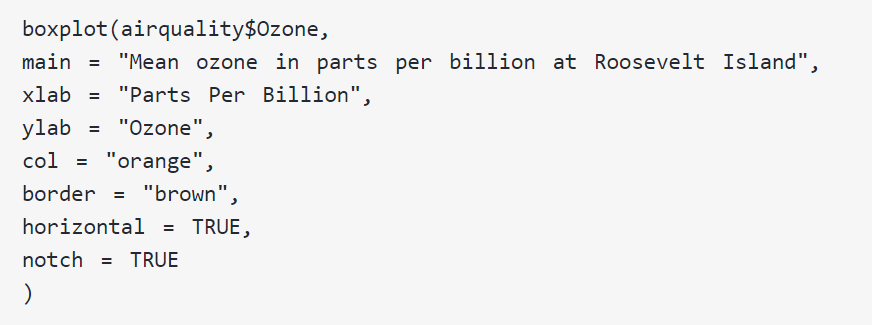 boxplot(airquality$Ozone,
main = "Mean ozone in parts per billion at Roosevelt Island",
xlab = "Parts Per Billion",
ylab = "Ozone",
col = "orange",
border = "brown",
horizontal = TRUE,
notch = TRUE
)